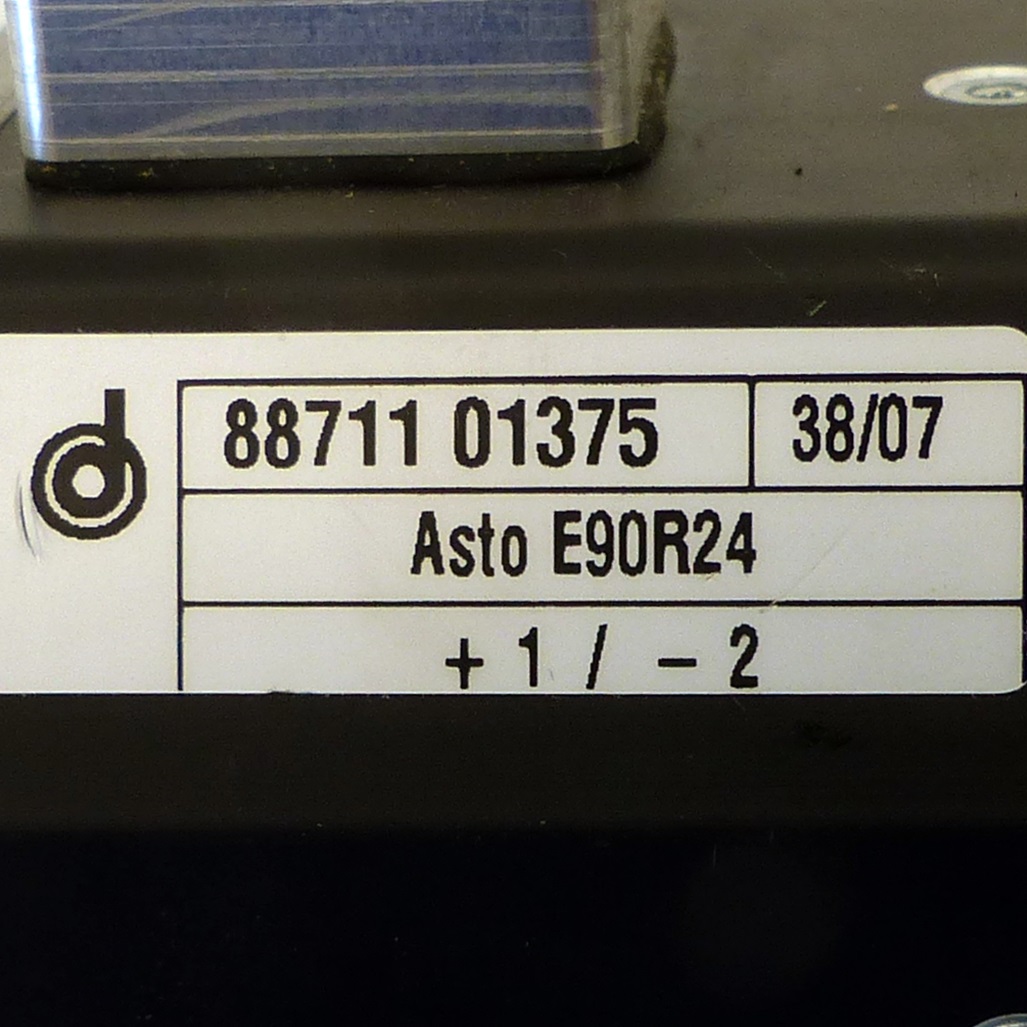 88711 01375 38/07
Asto E90R24
+ 1 / - 2